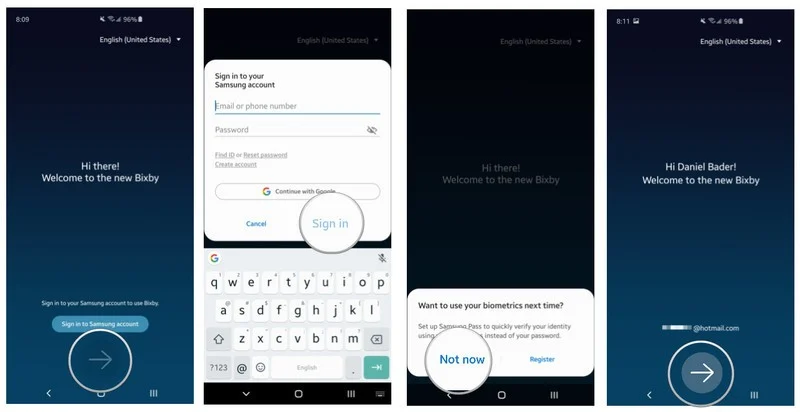 8:09
96%
English (United States)
Hi there!
Welcome to the new Bixby
Sign in to your Samsung account to use Bixby.
Sign in to Samsung account
English (United States)
Sign in to your
Samsung account
Email or phone number
Password
Find ID or Reset password
Create account
Continue with Google
Cancel
Sign in
q w e r t y u i o p
a s d f g h j k l
z x c v b n m
?123 @ English .
English (United States)
Hi there!
Welcome to the new Bixby
Want to use your biometrics next time?
Set up Samsung Pass to quickly verify your identity
using instead of your password.
Not now
Register
8:11
96%
English (United States)
Hi Daniel Bader!
Welcome to the new Bixby
@hotmail.com